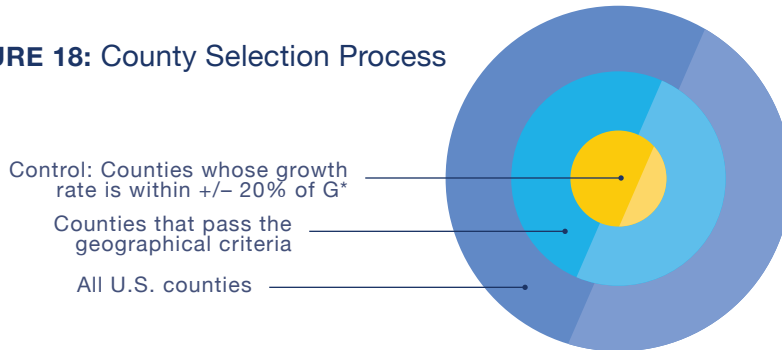 URE 18: County Selection Process
Control: Counties whose growth
rate is within +/– 20% of G*
Counties that pass the
geographical criteria
All U.S. counties